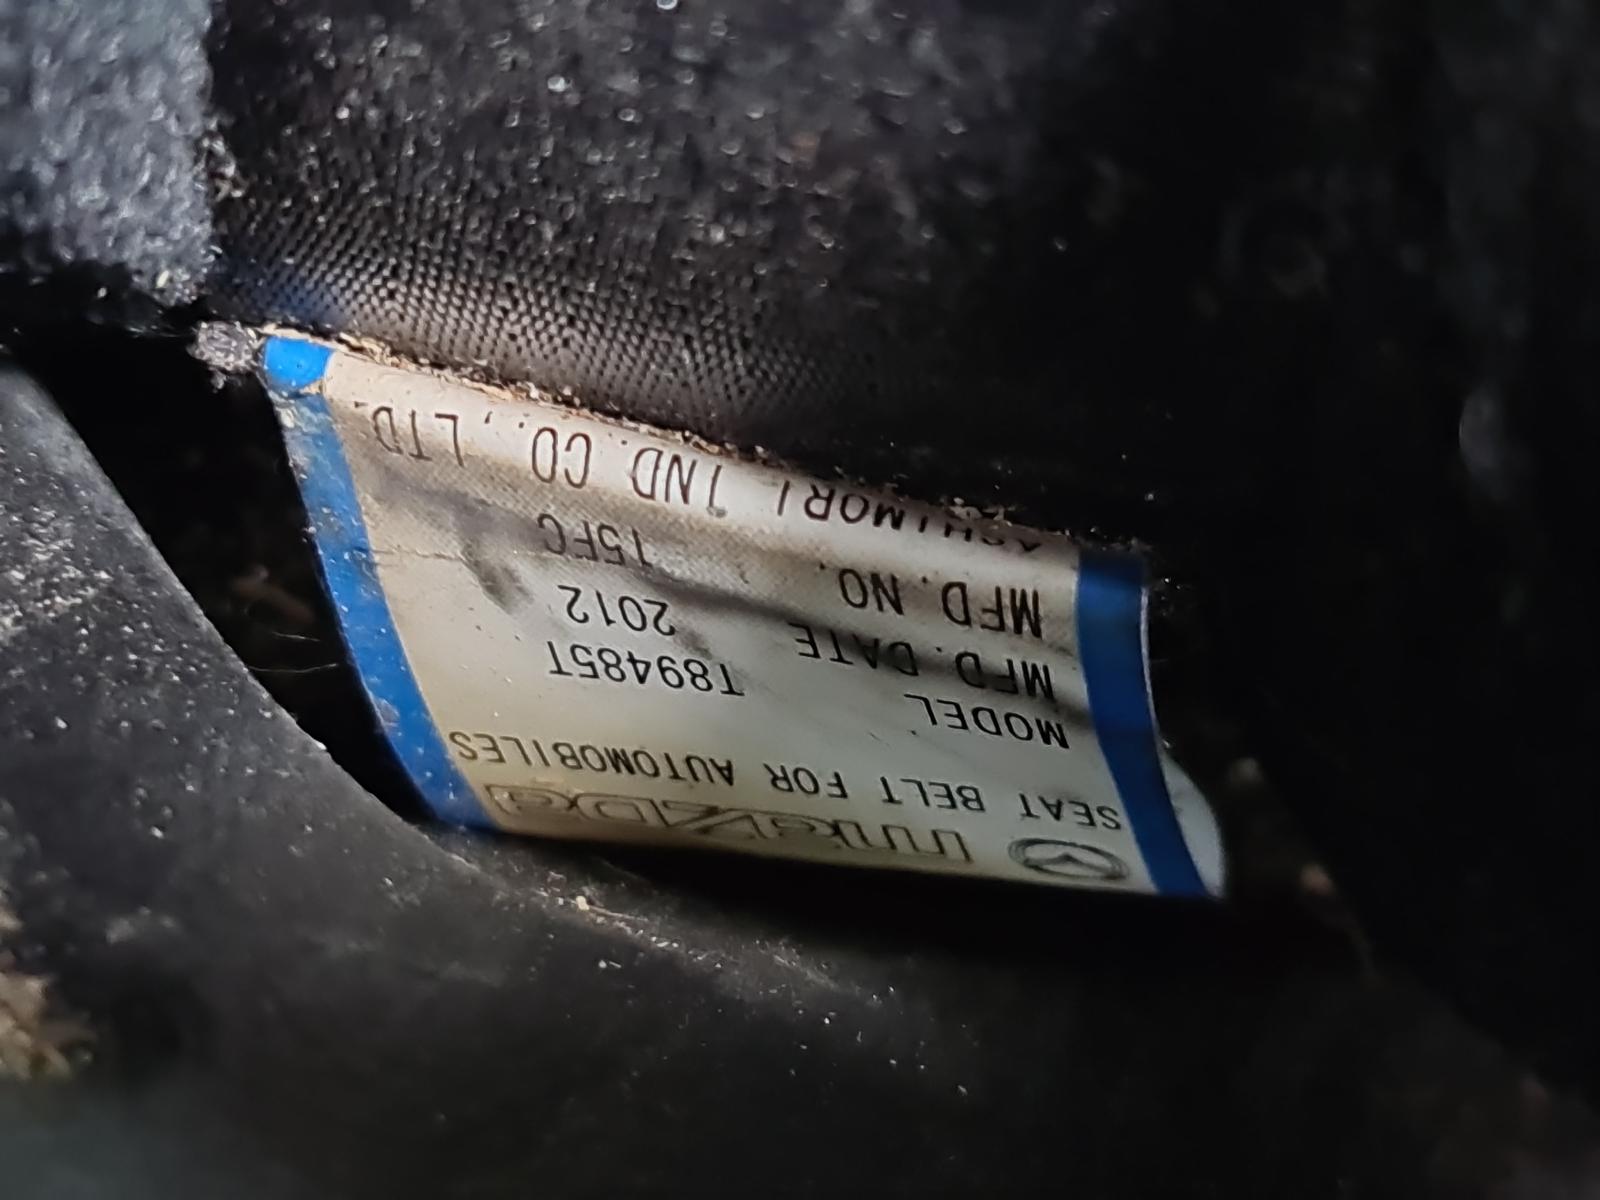 mazda
SEAT BELT FOR AUTOMOBILES
MODEL T89485T
MFD. DATE 2012
MFD. NO. 15FC
ASHIMORI IND. CO., LTD.